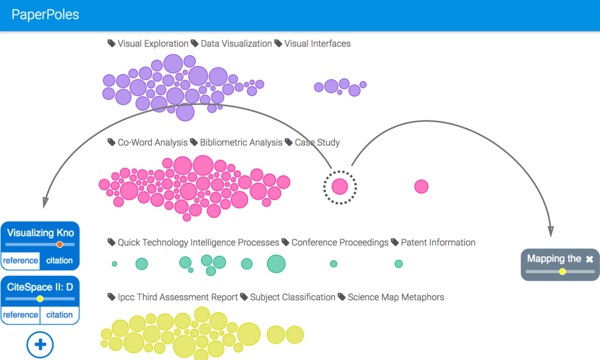 PaperPoles
Visual Exploration Data Visualization Visual Interfaces
Co-Word Analysis Bibliometric Analysis Case Study
Visualizing Kno
reference citation
Quick Technology Intelligence Processes Conference Proceedings Patent Information
Mapping the ✖
CiteSpace II: D
reference citation
Ipcc Third Assessment Report Subject Classification Science Map Metaphors